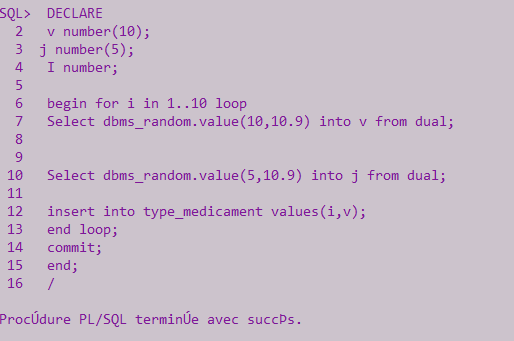 SQL>  DECLARE
  2   v number(10);
  3  j number(5);
  4   I number;
  5
  6   begin for i in 1..10 loop
  7   Select dbms_random.value(10,10.9) into v from dual;
  8
  9
 10   Select dbms_random.value(5,10.9) into j from dual;
 11
 12   insert into type_medicament values(i,v);
 13   end loop;
 14   commit;
 15   end;
 16   /
ProcÚdure PL/SQL terminÚe avec succÞs.